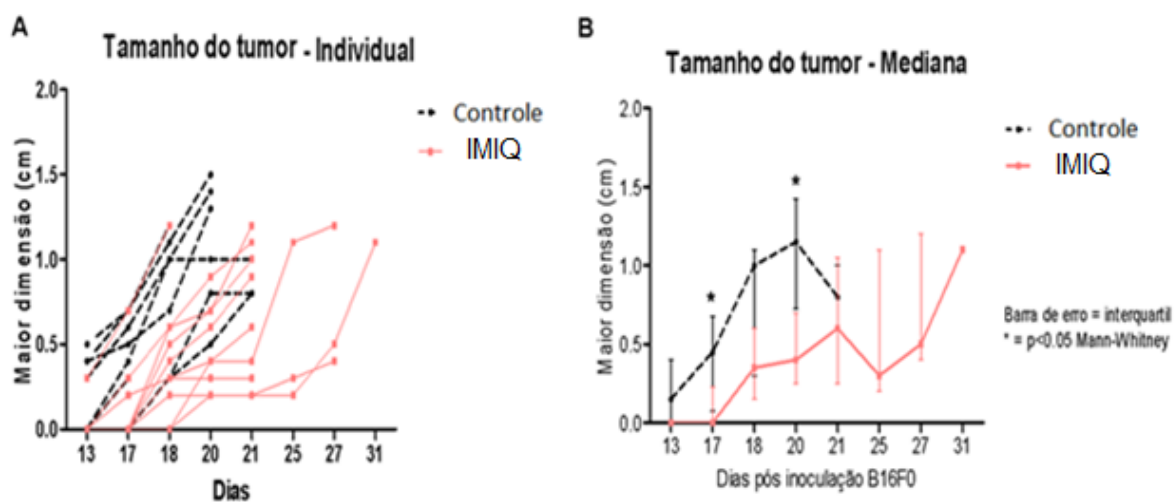 A
Tamanho do tumor - Individual
Maior dimensão (cm)
2.0
1.5
1.0
0.5
0.0
13 17 18 20 21 25 27 31
Dias
Controle
IMIQ
B
Tamanho do tumor - Mediana
Maior dimensão (cm)
2.0
1.5
1.0
0.5
0.0
*
*
13 17 18 20 21 25 27 31
Dias pós inoculação B16F0
Controle
IMIQ
Barra de erro = interquartil
* = p<0.05 Mann-Whitney